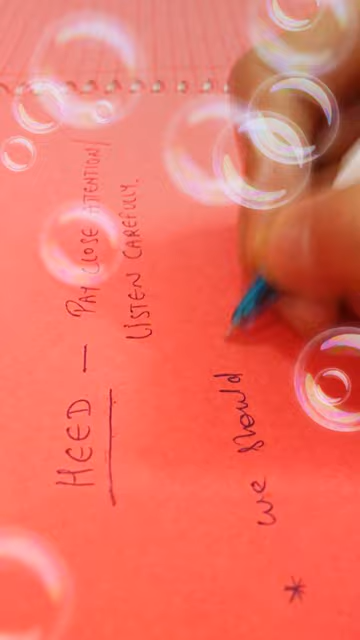 HEED — PAY CLOSE ATTENTION/
LISTEN CAREFULLY.
* we should